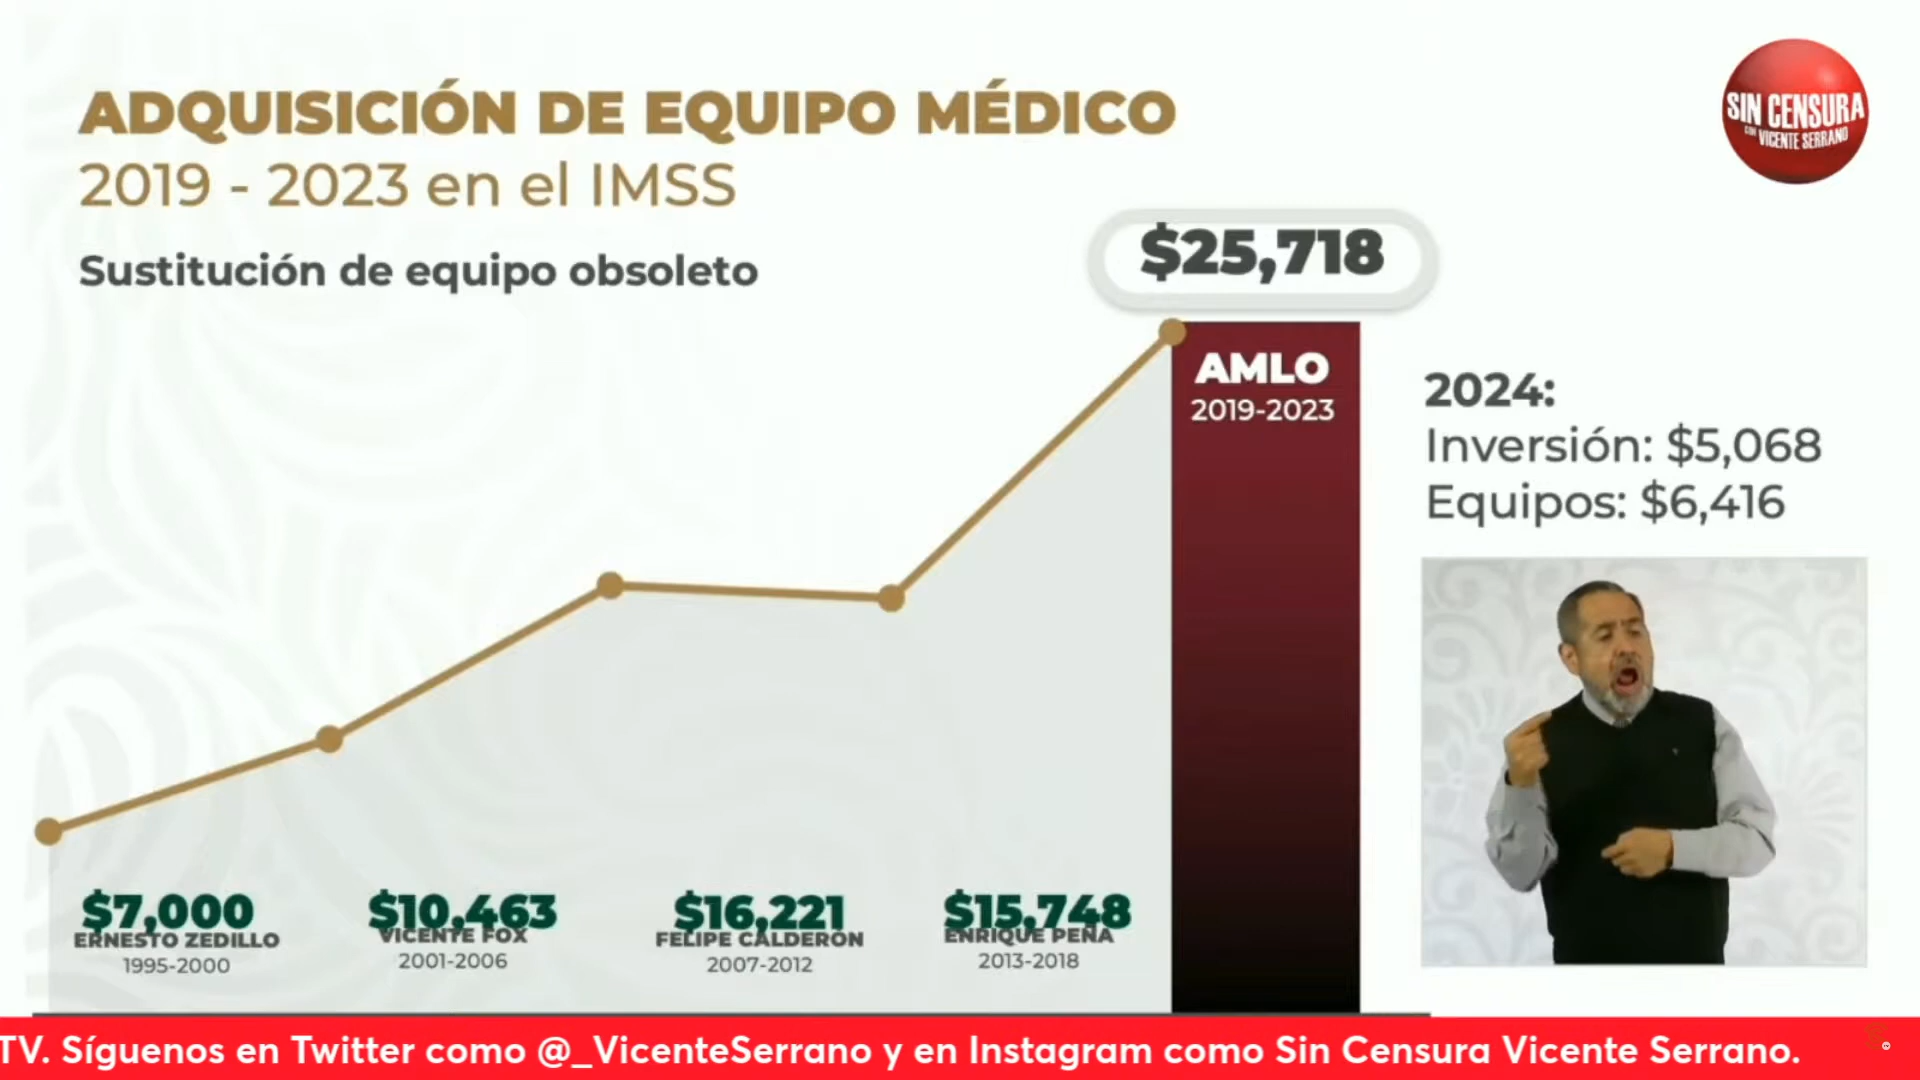 ADQUISICIÓN DE EQUIPO MÉDICO
2019 - 2023 en el IMSS
Sustitución de equipo obsoleto
SIN CENSURA
CON VICENTE SERRANO
$25,718
AMLO
2019-2023
2024:
Inversión: $5,068
Equipos: $6,416
$7,000
ERNESTO ZEDILLO
1995-2000
$10,463
VICENTE FOX
2001-2006
$16,221
FELIPE CALDERÓN
2007-2012
$15,748
ENRIQUE PEÑA
2013-2018
TV. Síguenos en Twitter como @_VicenteSerrano y en Instagram como Sin Censura Vicente Serrano.